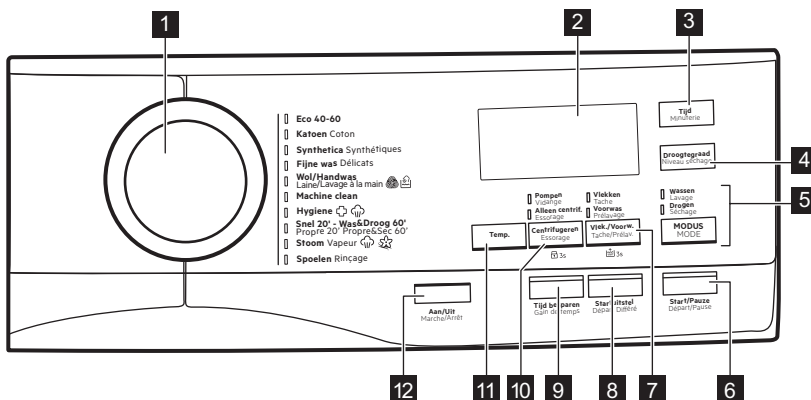 1
2
3
4
5
6
7
8
9
10
11
12
Eco 40-60
Katoen Coton
Synthetica Synthétiques
Fijne was Délicats
Wol/Handwas
Laine/Lavage à la main
Machine clean
Hygiene
Snel 20' - Was&Droog 60'
Propre 20' Propre&Sec 60'
Stoom Vapeur
Spoelen Rinçage
Tijd
Minuterie
Droogtegraad
Niveau séchage
Pompen
Vidange
Alleen centrif.
Essorage
Vlekken
Tache
Voorwas
Prélavage
Wassen
Lavage
Drogen
Séchage
Temp.
Centrifugeren
Essorage
Vlek./Voorw.
Tache/Prélav.
MODUS
MODE
3s
3s
Aan/Uit
Marche/Arrêt
Tijd besparen
Gain de temps
Startuitstel
Départ Différé
Start/Pauze
Départ/Pause